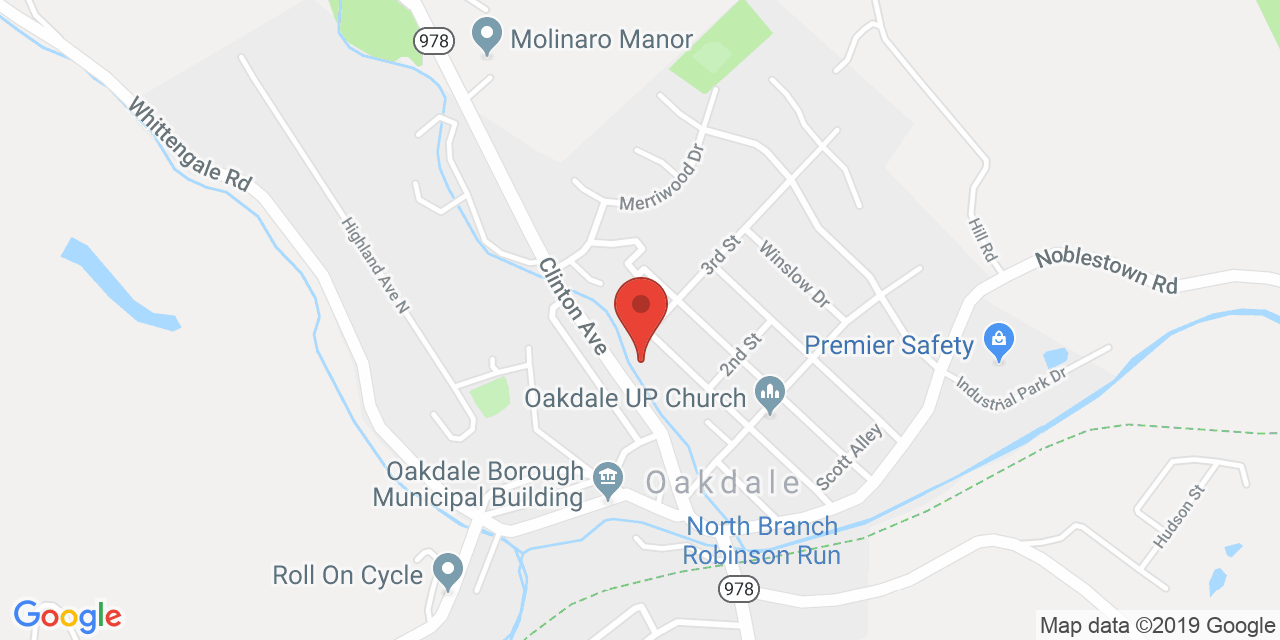 978
Molinaro Manor
Whittengale Rd
Merriwood Dr
Highland Ave N
Clinton Ave
3rd St
Winslow Dr
Hill Rd
Noblestown Rd
2nd St
Premier Safety
Industrial Park Dr
Oakdale UP Church
Scott Alley
Oakdale Borough
Municipal Building
Oakdale
Hudson St
North Branch
Robinson Run
Roll On Cycle
978
Google
Map data ©2019 Google